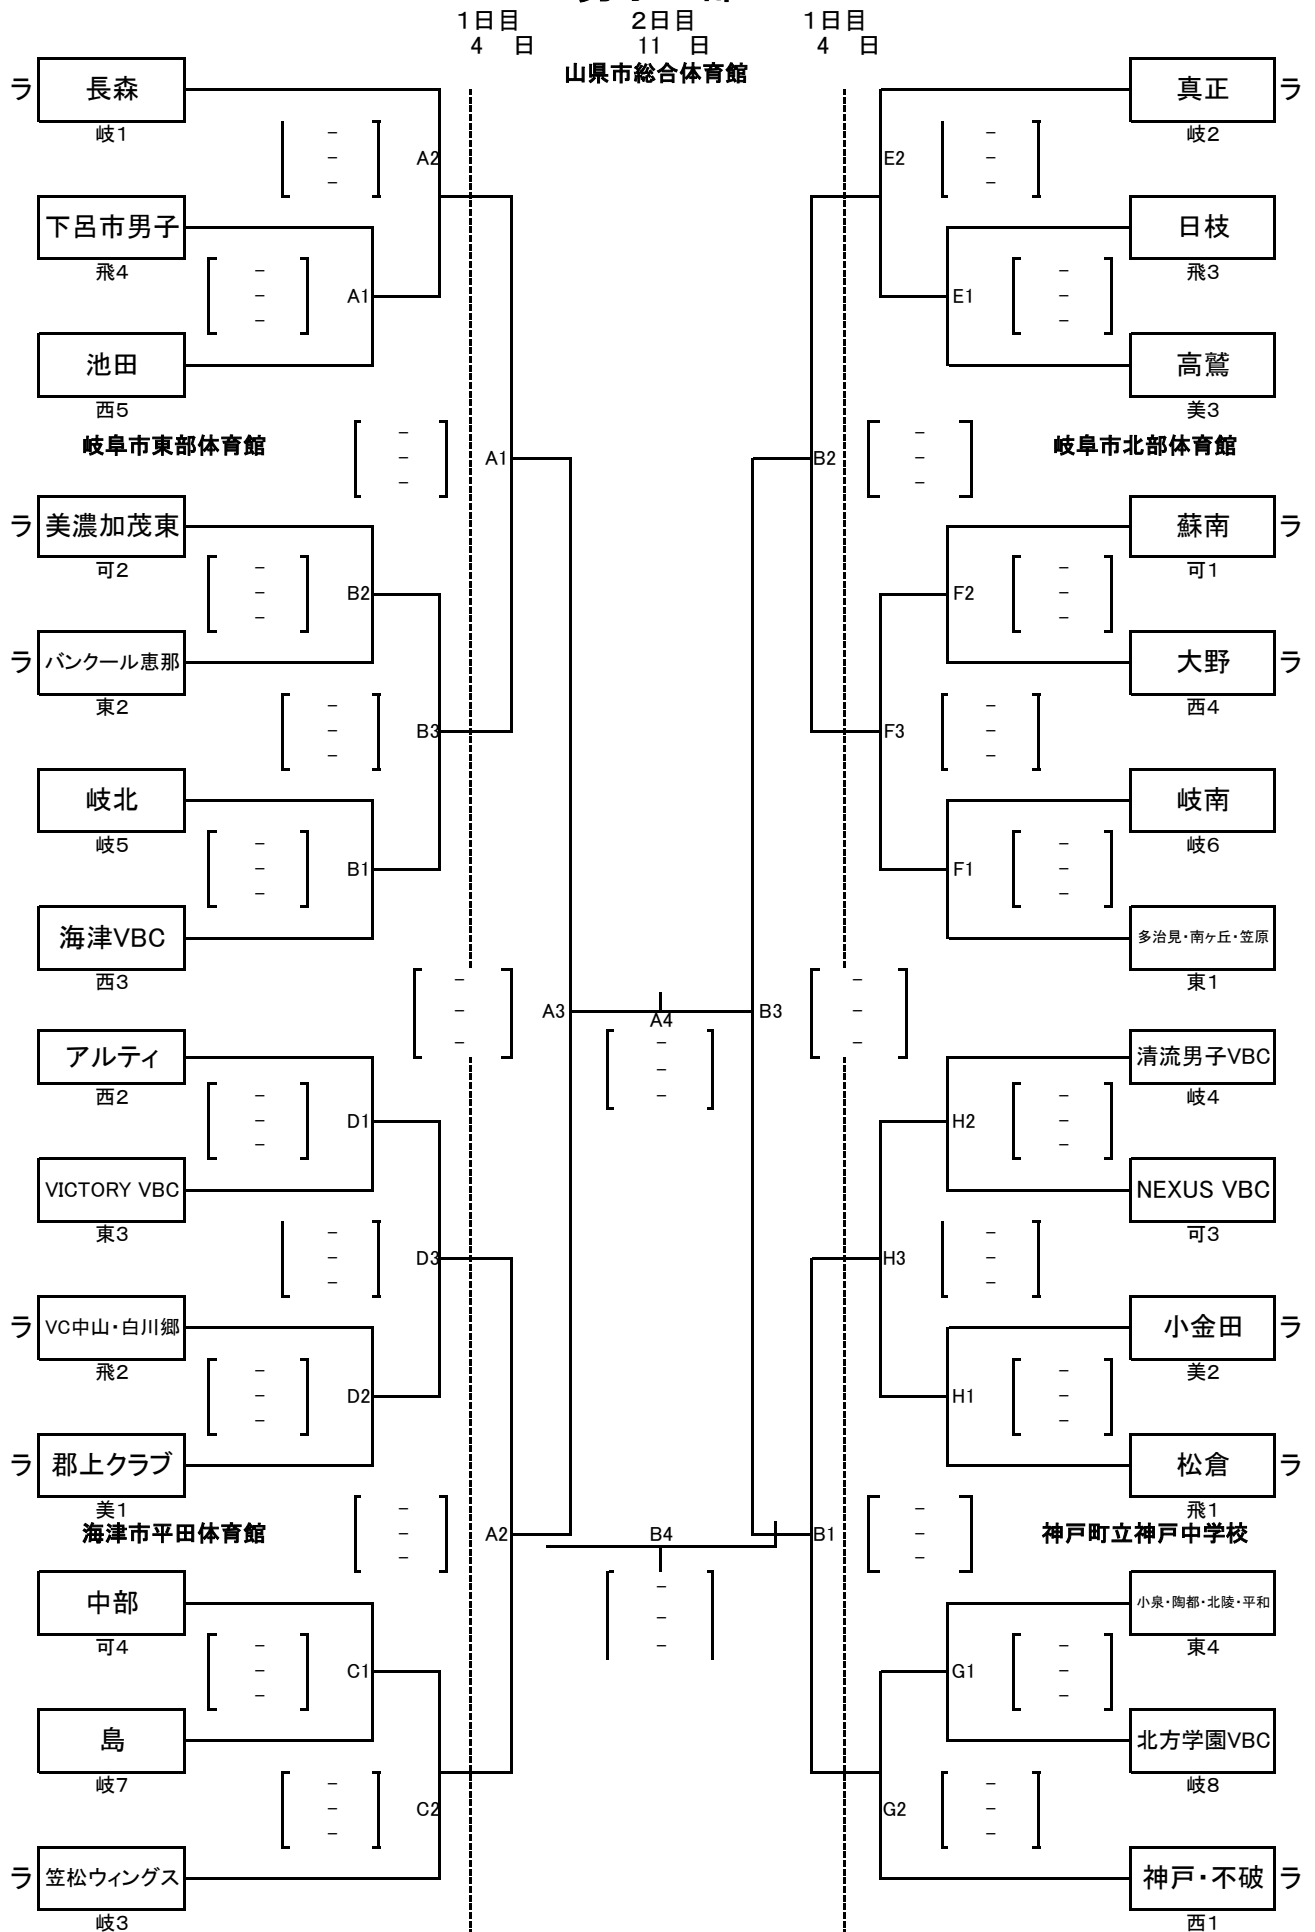 1日目 2日目 1日目
4 日 11 日 4 日
山県市総合体育館
ラ 長森 真正 ラ
岐1 岐2
- -
- A2 E2 -
- -
下呂市男子 日枝
飛4 飛3
- -
- A1 E1 -
- -
池田 高鷲
西5 美3
岐阜市東部体育館 岐阜市北部体育館
- -
- A1 B2 -
- -
ラ 美濃加茂東 蘇南 ラ
可2 可1
- -
- B2 F2 -
- -
ラ バンクール恵那 大野 ラ
東2 西4
- -
- B3 F3 -
- -
岐北 岐南
岐5 岐6
- -
- B1 F1 -
- -
海津VBC 多治見・南ヶ丘・笠原
西3 東1
- -
- A3 A4 B3 -
- - -
-
-
アルティ 清流男子VBC
西2 岐4
- -
- D1 H2 -
- -
VICTORY VBC NEXUS VBC
東3 可3
- -
- D3 H3 -
- -
ラ VC中山・白川郷 小金田 ラ
飛2 美2
- -
- D2 H1 -
- -
ラ 郡上クラブ 松倉 ラ
美1 飛1
海津市平田体育館 神戸町立神戸中学校
- -
- A2 B4 B1 -
- -
-
-
-
中部 小泉・陶都・北陵・平和
可4 東4
- -
- C1 G1 -
- -
島 北方学園VBC
岐7 岐8
- -
- C2 G2 -
- -
ラ 笠松ウィングス 神戸・不破 ラ
岐3 西1